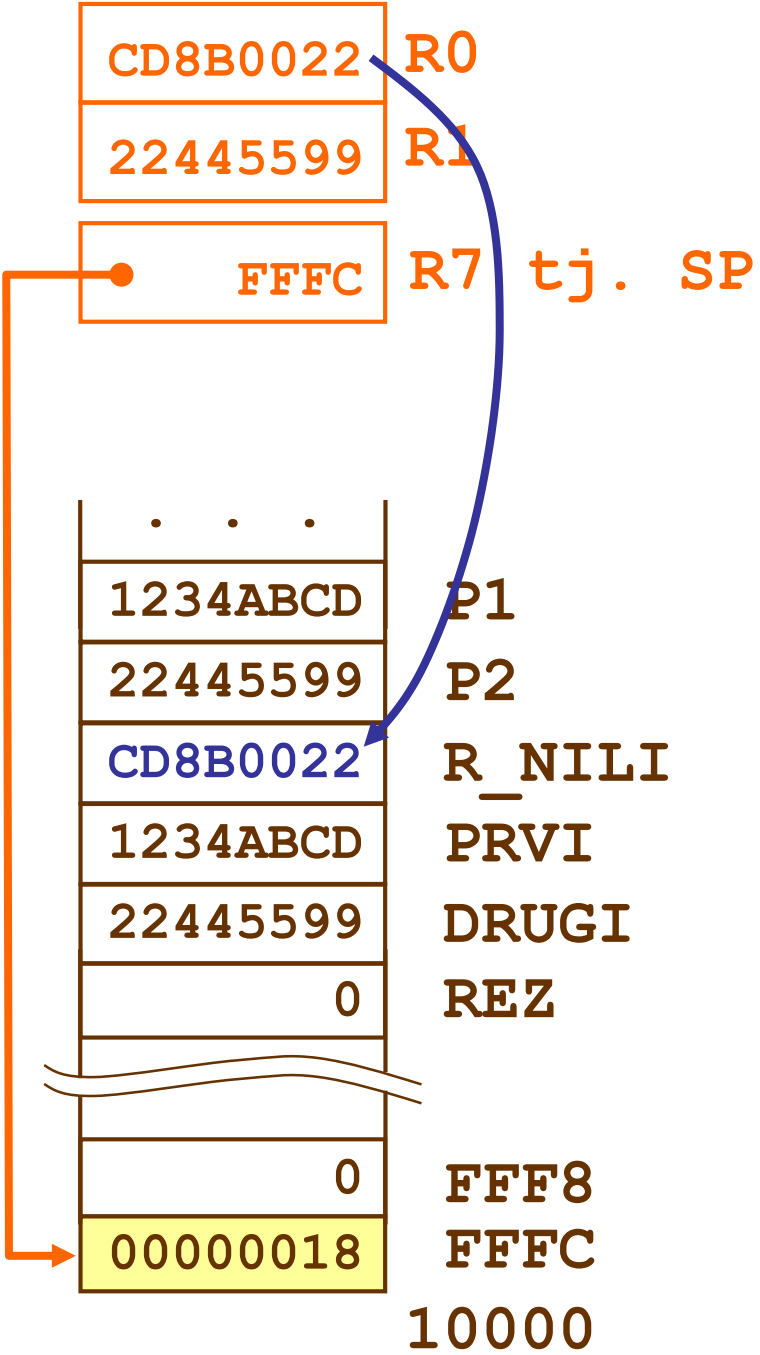 CD8B0022 R0
22445599 R1
FFFC R7 tj. SP
. . .
1234ABCD P1
22445599 P2
CD8B0022 R_NILI
1234ABCD PRVI
22445599 DRUGI
0 REZ
0 FFF8
00000018 FFFC
10000